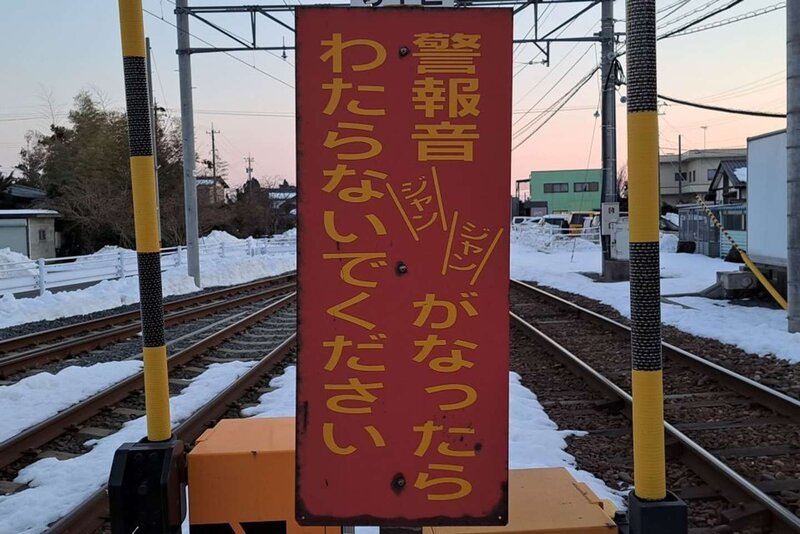 警報音
ジャン
ジャン
がなったら
わたらないでください